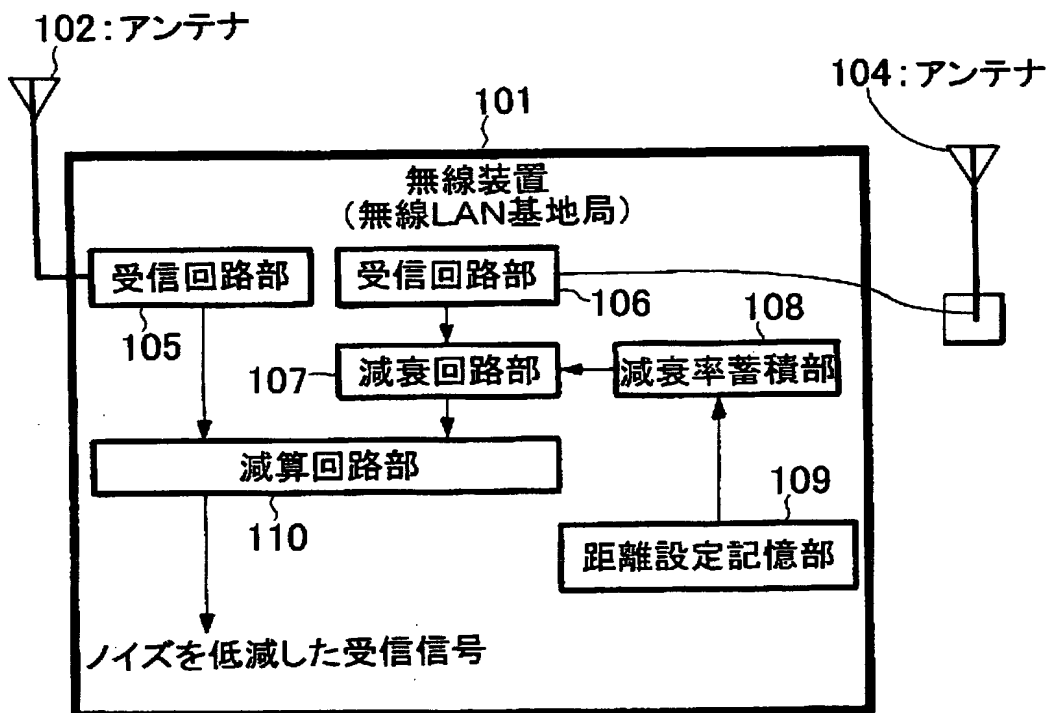 102:アンテナ
104:アンテナ
101
無線装置
(無線LAN基地局)
受信回路部
受信回路部
105
106
108
107
減衰回路部
減衰率蓄積部
減算回路部
109
110
距離設定記憶部
ノイズを低減した受信信号